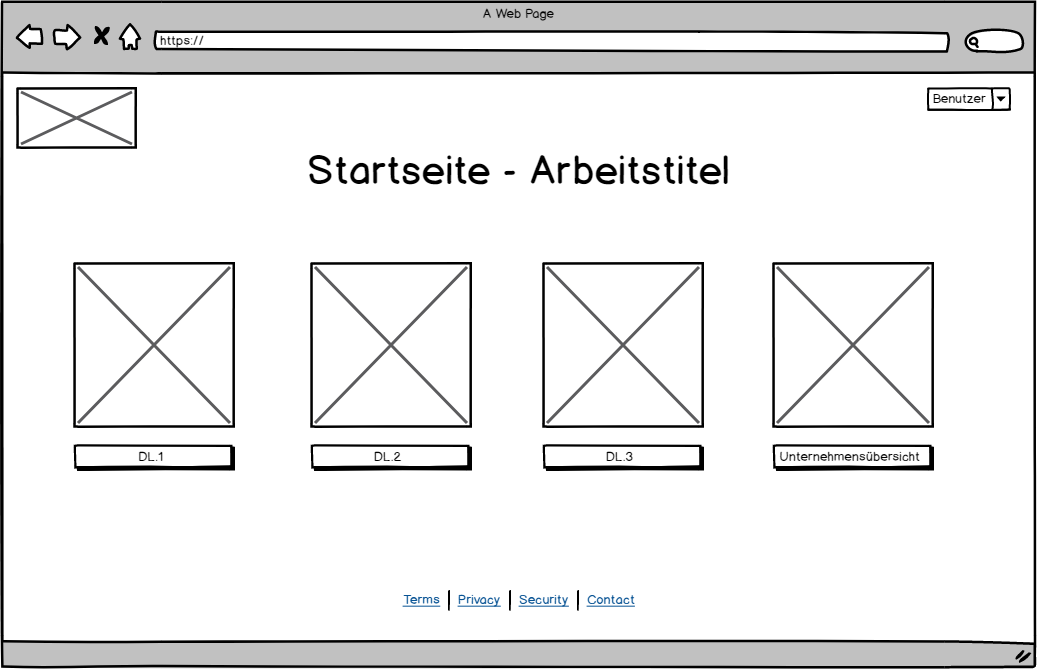 A Web Page
https://
Benutzer
Startseite - Arbeitstitel
DL.1
DL.2
DL.3
Unternehmensübersicht
Terms | Privacy | Security | Contact